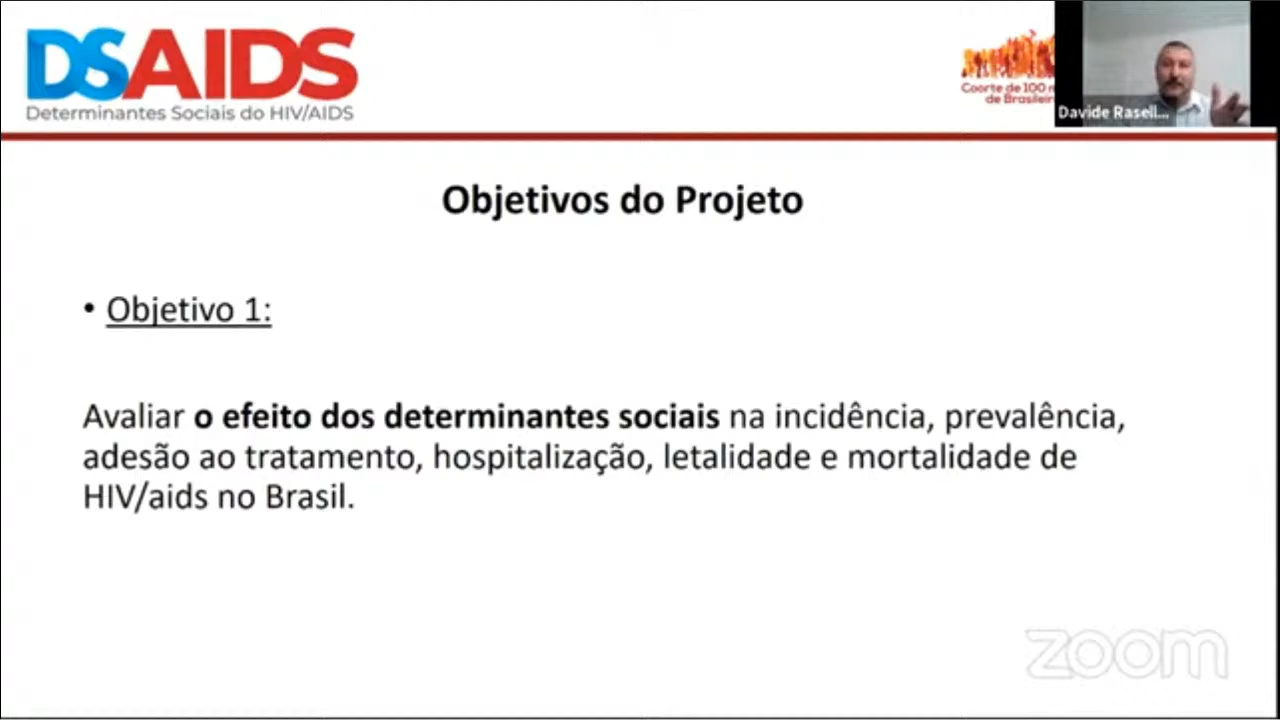 DSAIDS
Determinantes Sociais do HIV/AIDS
Coorte de 100 m
de Brasileir
Davide Rasell...
Objetivos do Projeto
• Objetivo 1:
Avaliar o efeito dos determinantes sociais na incidência, prevalência,
adesão ao tratamento, hospitalização, letalidade e mortalidade de
HIV/aids no Brasil.
zoom